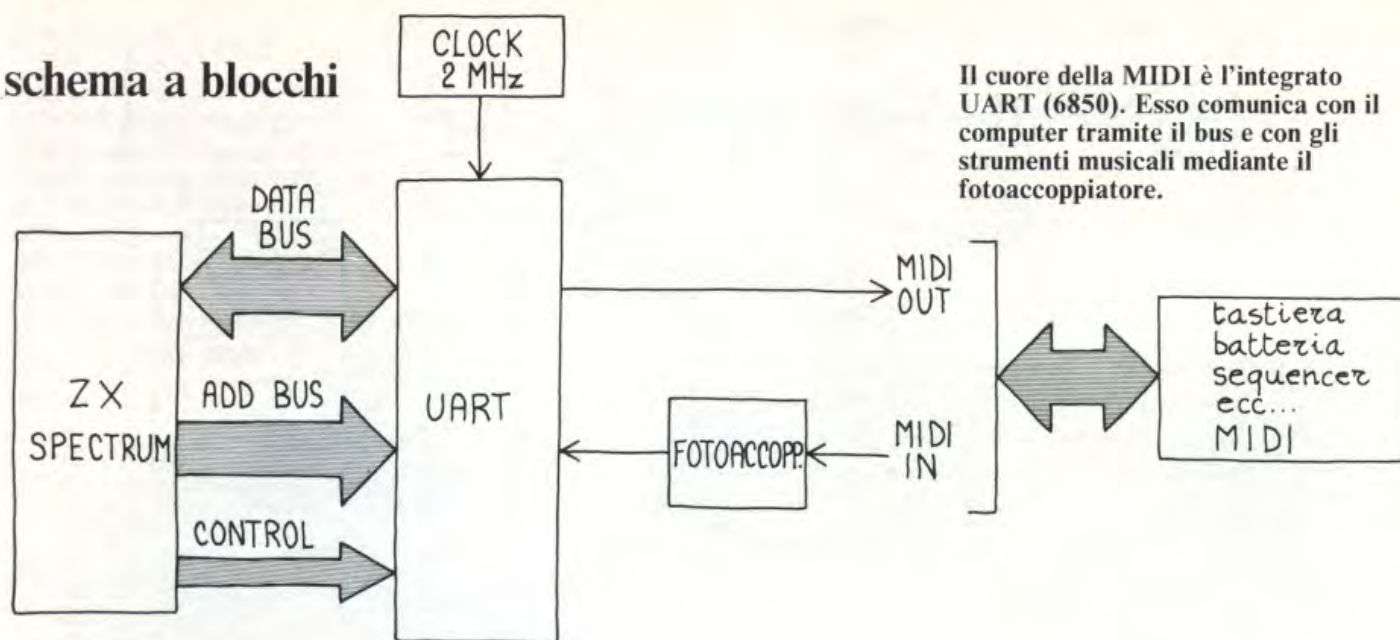 schema a blocchi
CLOCK
2 MHz
Il cuore della MIDI è l'integrato
UART (6850). Esso comunica con il
computer tramite il bus e con gli
strumenti musicali mediante il
fotoaccoppiatore.
DATA
BUS
ZX
SPECTRUM
ADD BUS
CONTROL
UART
MIDI
OUT
FOTOACCOPP.
MIDI
IN
tastiera
batteria
sequencer
ecc...
MIDI